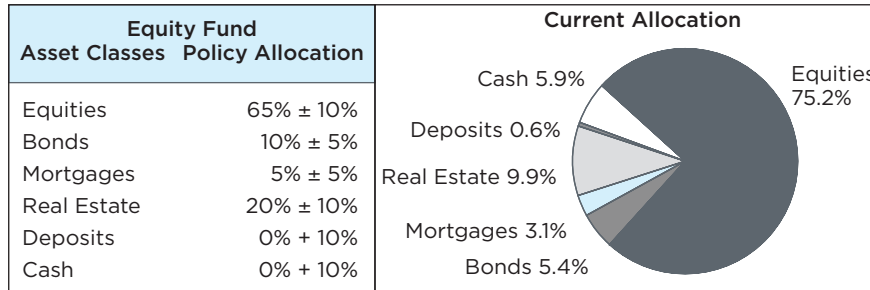 Equity Fund
Asset Classes Policy Allocation
Equities 65% ± 10%
Bonds 10% ± 5%
Mortgages 5% ± 5%
Real Estate 20% ± 10%
Deposits 0% + 10%
Cash 0% + 10%
Current Allocation
Cash 5.9%
Equities
75.2%
Deposits 0.6%
Real Estate 9.9%
Mortgages 3.1%
Bonds 5.4%